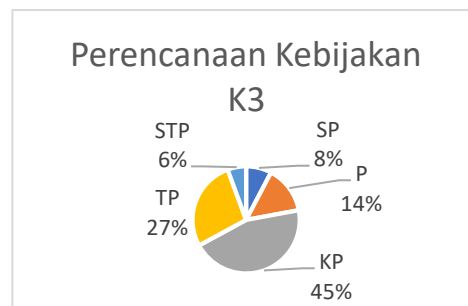 Perencanaan Kebijakan
K3
STP
6%
SP
8%
P
14%
TP
27%
KP
45%